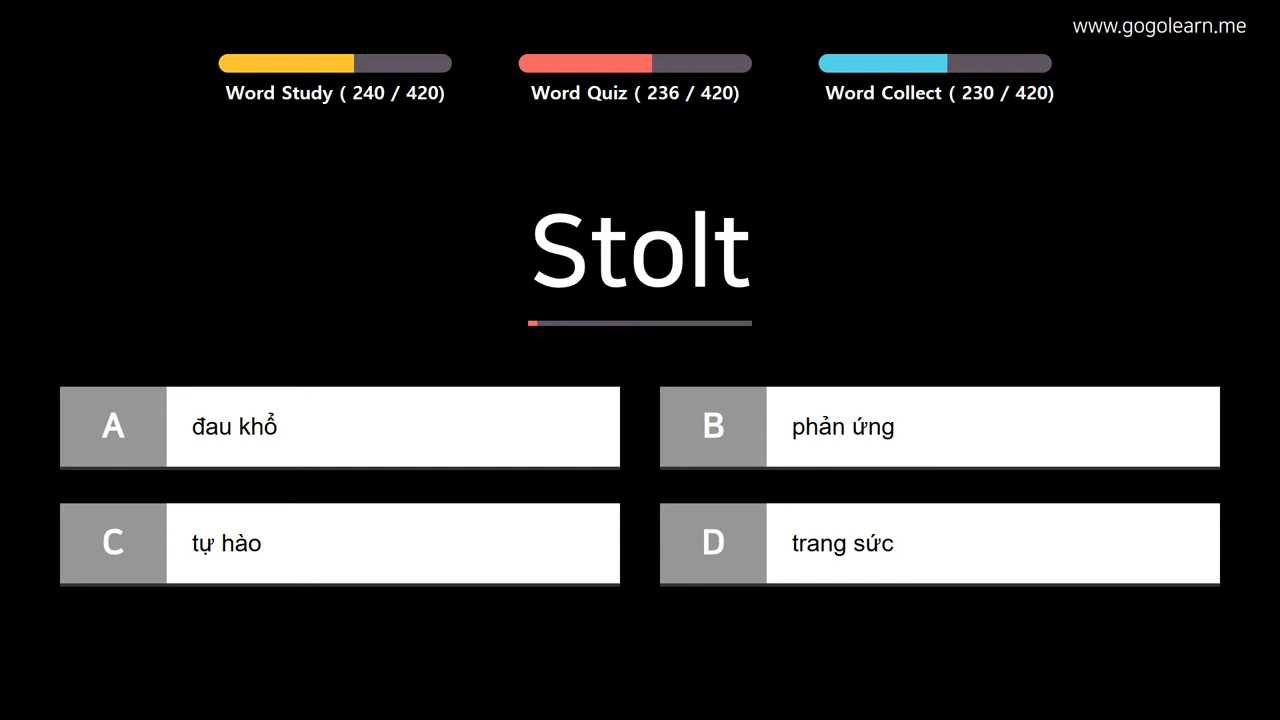 www.gogolearn.me
Word Study ( 240 / 420)
Word Quiz ( 236 / 420)
Word Collect ( 230 / 420)
Stolt
A
đau khổ
B
phản ứng
C
tự hào
D
trang sức